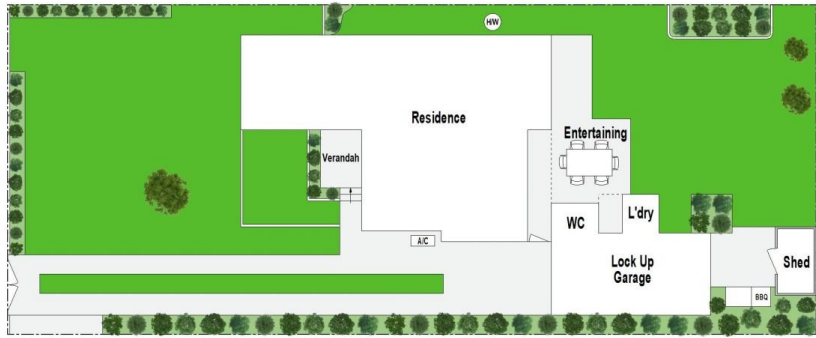 H/W
Residence
Entertaining
Verandah
WC
L'dry
A/C
Lock Up
Garage
Shed
BBQ